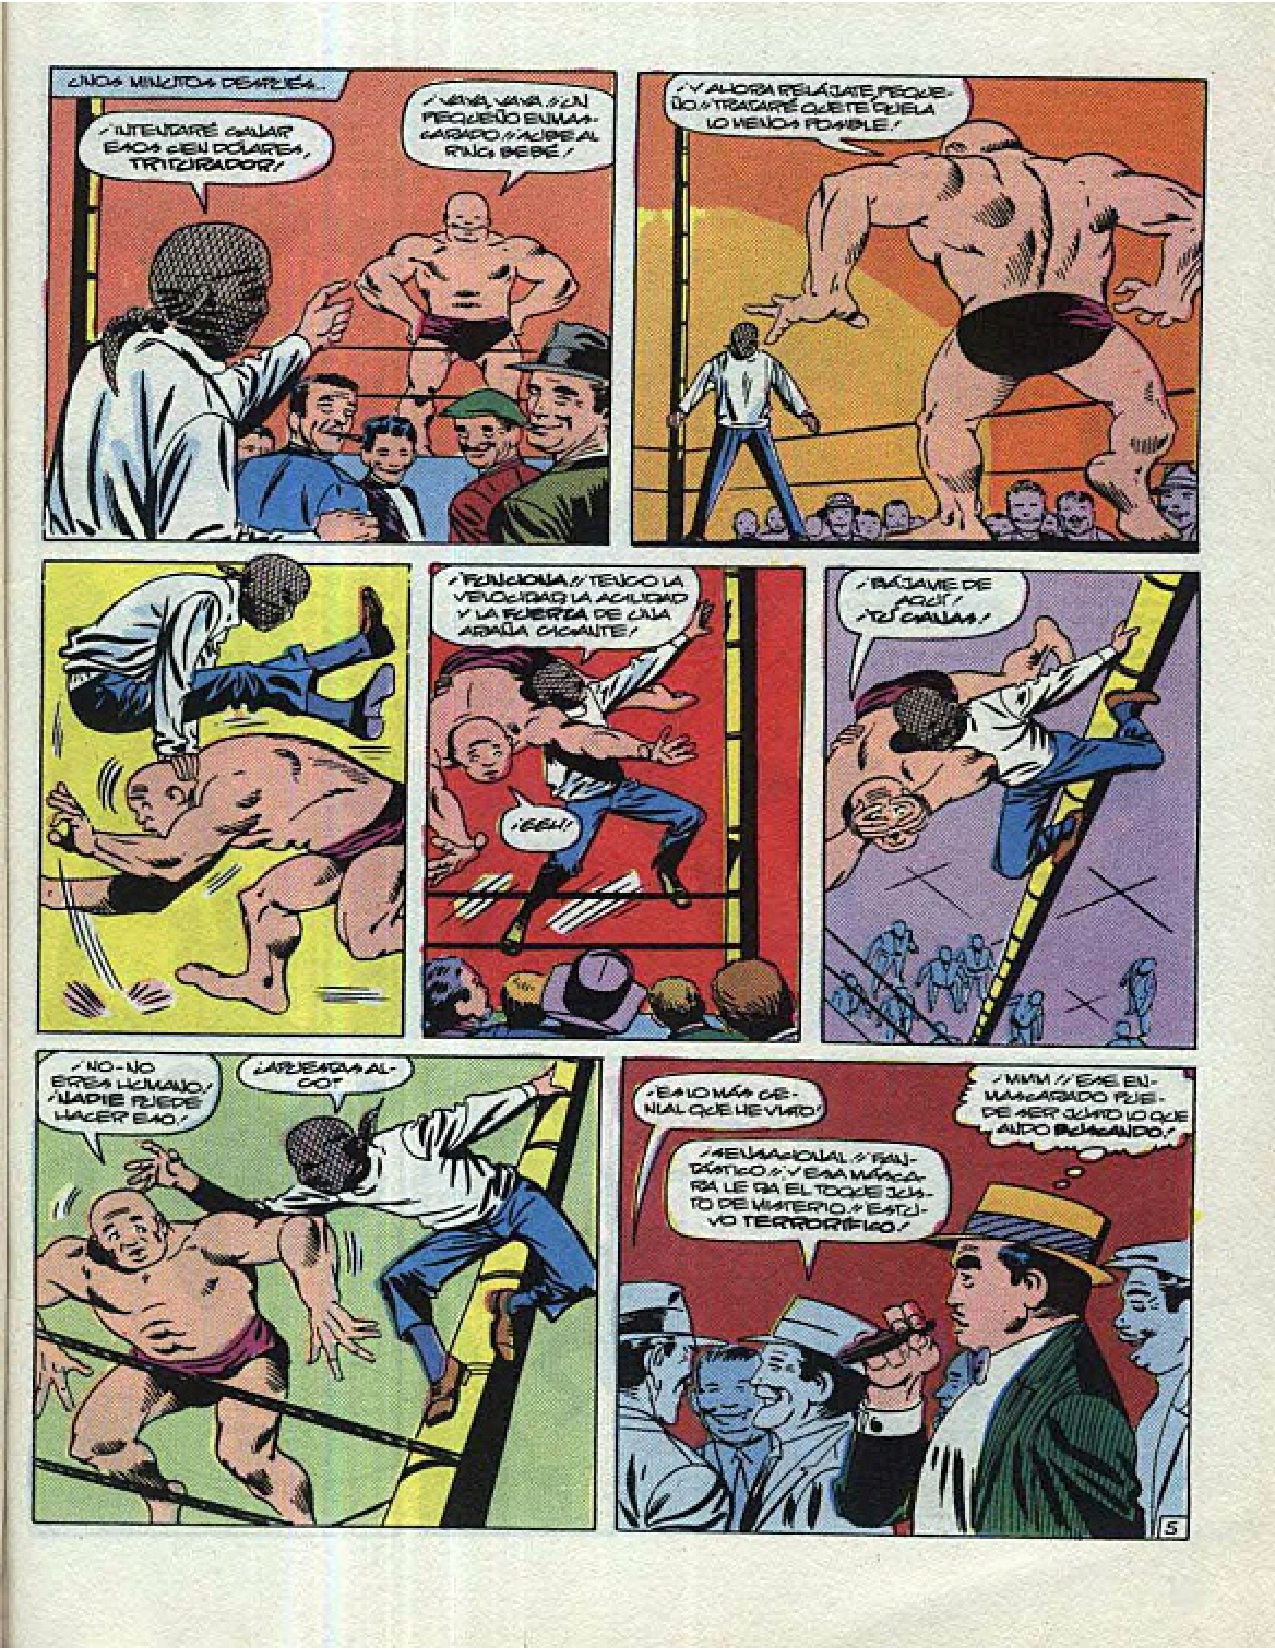 UNOS MINUTOS DESPUÉS...
¡INTENTARÉ GANAR
ESOS CIEN DÓLARES,
TRITURADOR!
¡VAYA, VAYA! ¡UN
PEQUEÑO ENMAS-
CARADO! ¡SUBE AL
RING BEBÉ!
¡Y AHORA RELÁJATE, PEQUE-
ÑO! ¡TRATARÉ QUE TE DUELA
LO MENOS POSIBLE!
¡FUNCIONA! ¡TENGO LA
VELOCIDAD, LA AGILIDAD
Y LA FUERZA DE UNA
ARAÑA GIGANTE!
¡EEH!
¡BÁJAME DE
AQUÍ!
¡TÚ GANAS!
¡NO-NO
ERES HUMANO!
¡NADIE PUEDE
HACER ESO!
¿APUESTAS AL-
GO?
¡ES LO MÁS GE-
NIAL QUE HE VISTO!
¡SENSACIONAL! ¡FAN-
TÁSTICO! ¡Y ESA MÁSCA-
RA LE DA EL TOQUE JUS-
TO DE MISTERIO! ¡ESTU-
VO TERRORÍFICO!
¡MMM! ¡ESE EN-
MASCARADO PUE-
DE SER JUSTO LO QUE
ANDO BUSCANDO!
5